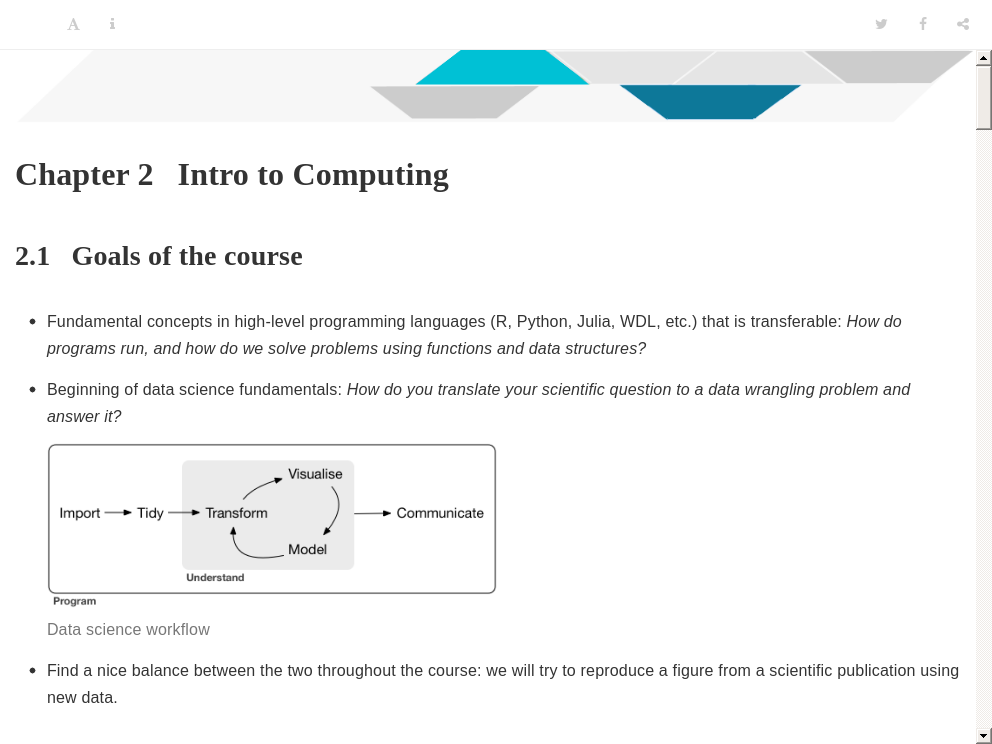 Chapter 2 Intro to Computing
2.1 Goals of the course
Fundamental concepts in high-level programming languages (R, Python, Julia, WDL, etc.) that is transferable: How do
programs run, and how do we solve problems using functions and data structures?
Beginning of data science fundamentals: How do you translate your scientific question to a data wrangling problem and
answer it?
Visualise
Import Tidy Transform Communicate
Model
Understand
Program
Data science workflow
Find a nice balance between the two throughout the course: we will try to reproduce a figure from a scientific publication using
new data.